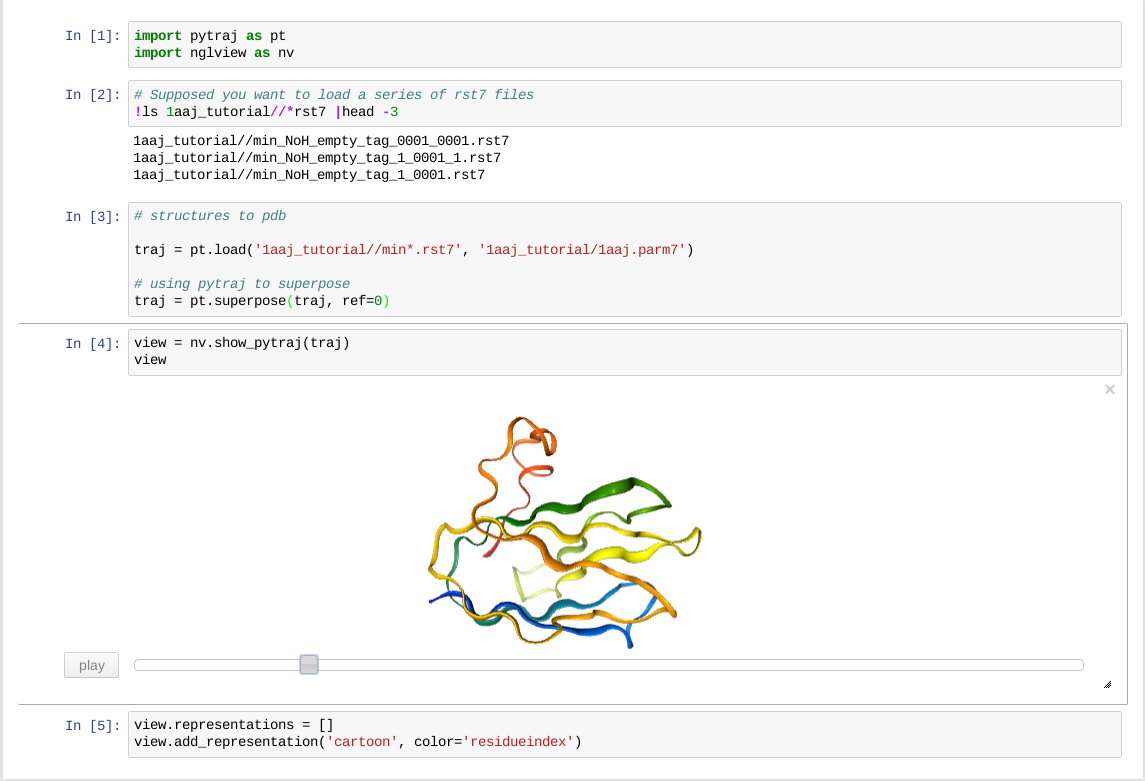 In [1]: import pytraj as pt
import nglview as nv
In [2]: # Supposed you want to load a series of rst7 files
!ls 1aaj_tutorial//*rst7 |head -3
1aaj_tutorial//min_NoH_empty_tag_0001_0001.rst7
1aaj_tutorial//min_NoH_empty_tag_1_0001_1.rst7
1aaj_tutorial//min_NoH_empty_tag_1_0001.rst7
In [3]: # structures to pdb
traj = pt.load('1aaj_tutorial//min*.rst7', '1aaj_tutorial/1aaj.parm7')
# using pytraj to superpose
traj = pt.superpose(traj, ref=0)
In [4]: view = nv.show_pytraj(traj)
view
×
play
In [5]: view.representations = []
view.add_representation('cartoon', color='residueindex')